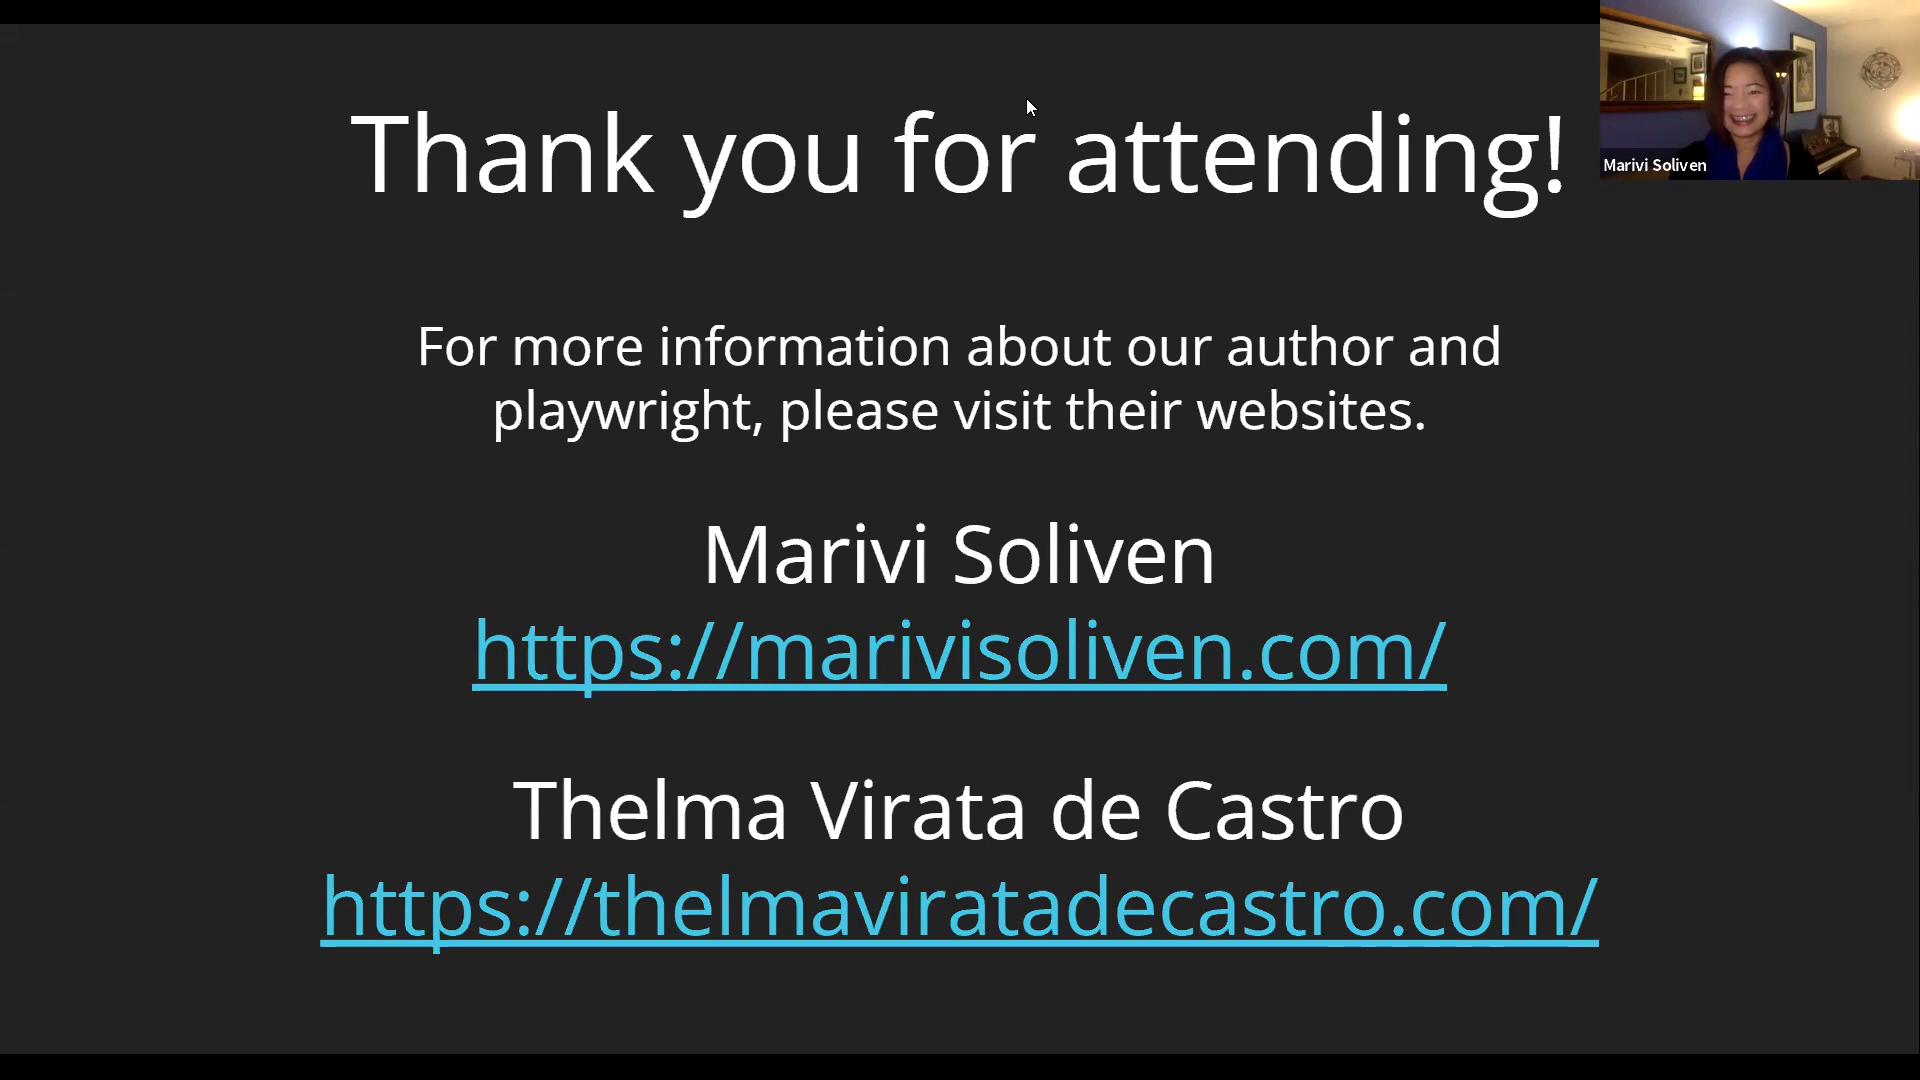 Thank you for attending!
Marivi Soliven
For more information about our author and
playwright, please visit their websites.
Marivi Soliven
https://marivisoliven.com/
Thelma Virata de Castro
https://thelmaviratadecastro.com/